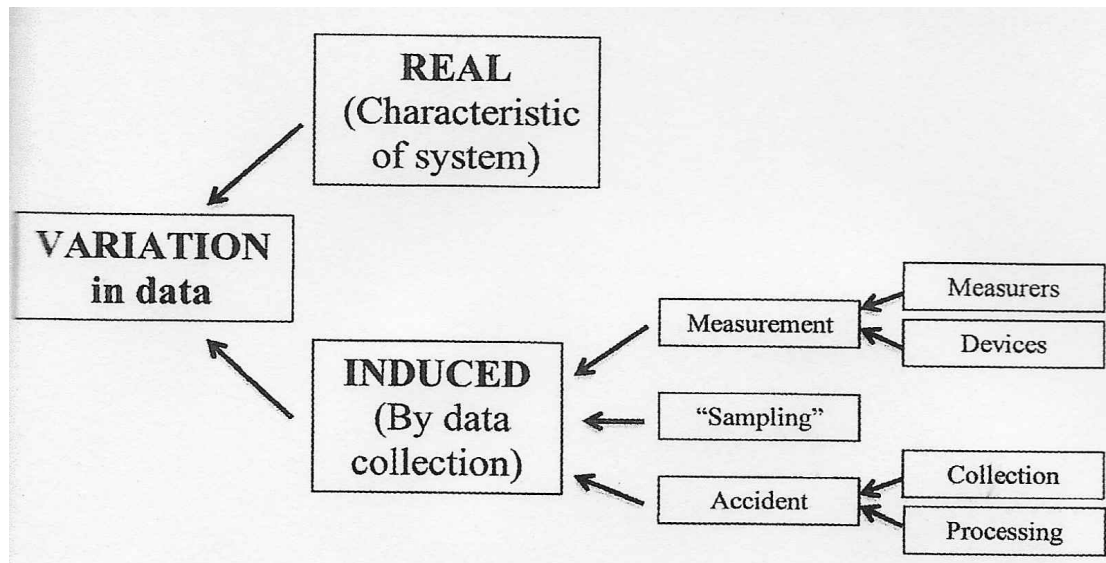 REAL
(Characteristic
of system)
VARIATION
in data
INDUCED
(By data
collection)
Measurement
“Sampling”
Accident
Measurers
Devices
Collection
Processing